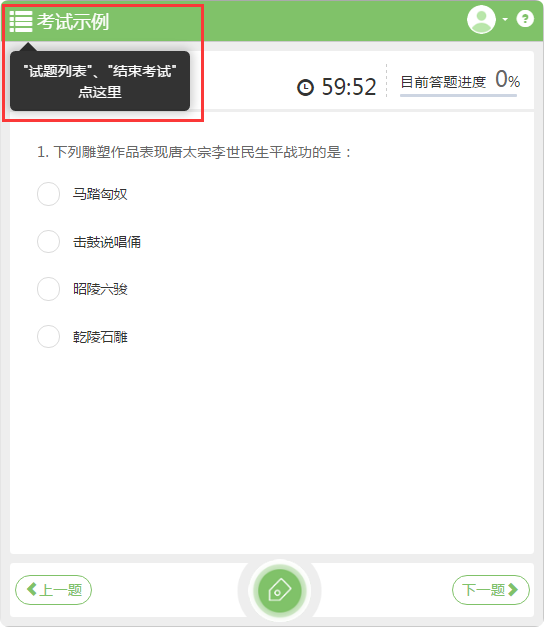 考试示例
"试题列表"、"结束考试"
点这里
59:52
目前答题进度 0%
1. 下列雕塑作品表现唐太宗李世民生平战功的是：
马踏匈奴
击鼓说唱俑
昭陵六骏
乾陵石雕
上一题
下一题